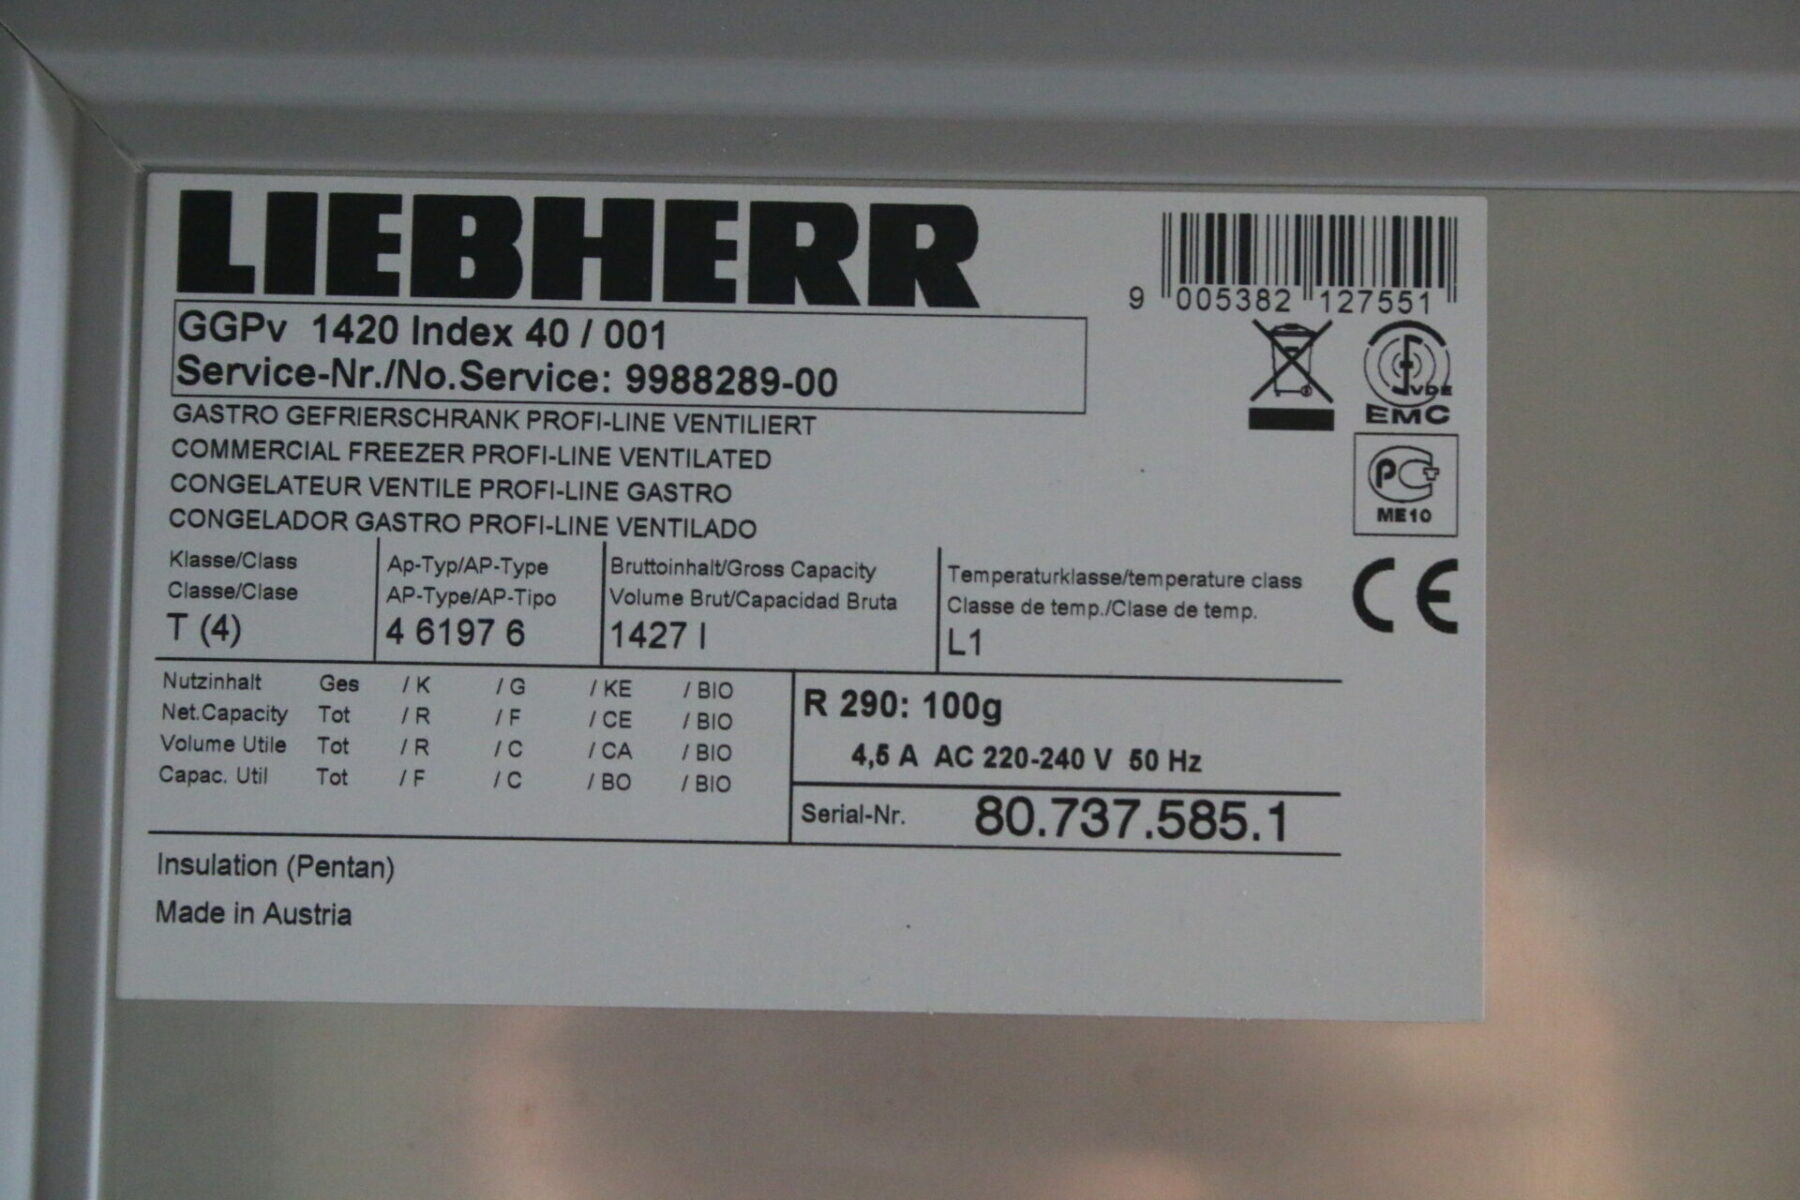 LIEBHERR
9 005382 127551
GGPv 1420 Index 40 / 001
Service-Nr./No.Service: 9988289-00
GASTRO GEFRIERSCHRANK PROFI-LINE VENTILIERT
COMMERCIAL FREEZER PROFI-LINE VENTILATED
CONGELATEUR VENTILE PROFI-LINE GASTRO
CONGELADOR GASTRO PROFI-LINE VENTILADO
VDE
EMC
PCT
ME10
CE
Klasse/Class
Classe/Clase
T (4)
Ap-Typ/AP-Type
AP-Type/AP-Tipo
4 6197 6
Bruttoinhalt/Gross Capacity
Volume Brut/Capacidad Bruta
1427 l
Temperaturklasse/temperature class
Classe de temp./Clase de temp.
L1
Nutzinhalt Ges / K / G / KE / BIO
Net.Capacity Tot / R / F / CE / BIO
Volume Utile Tot / R / C / CA / BIO
Capac. Util Tot / F / C / BO / BIO
R 290: 100g
4,5 A AC 220-240 V 50 Hz
Serial-Nr. 80.737.585.1
Insulation (Pentan)
Made in Austria